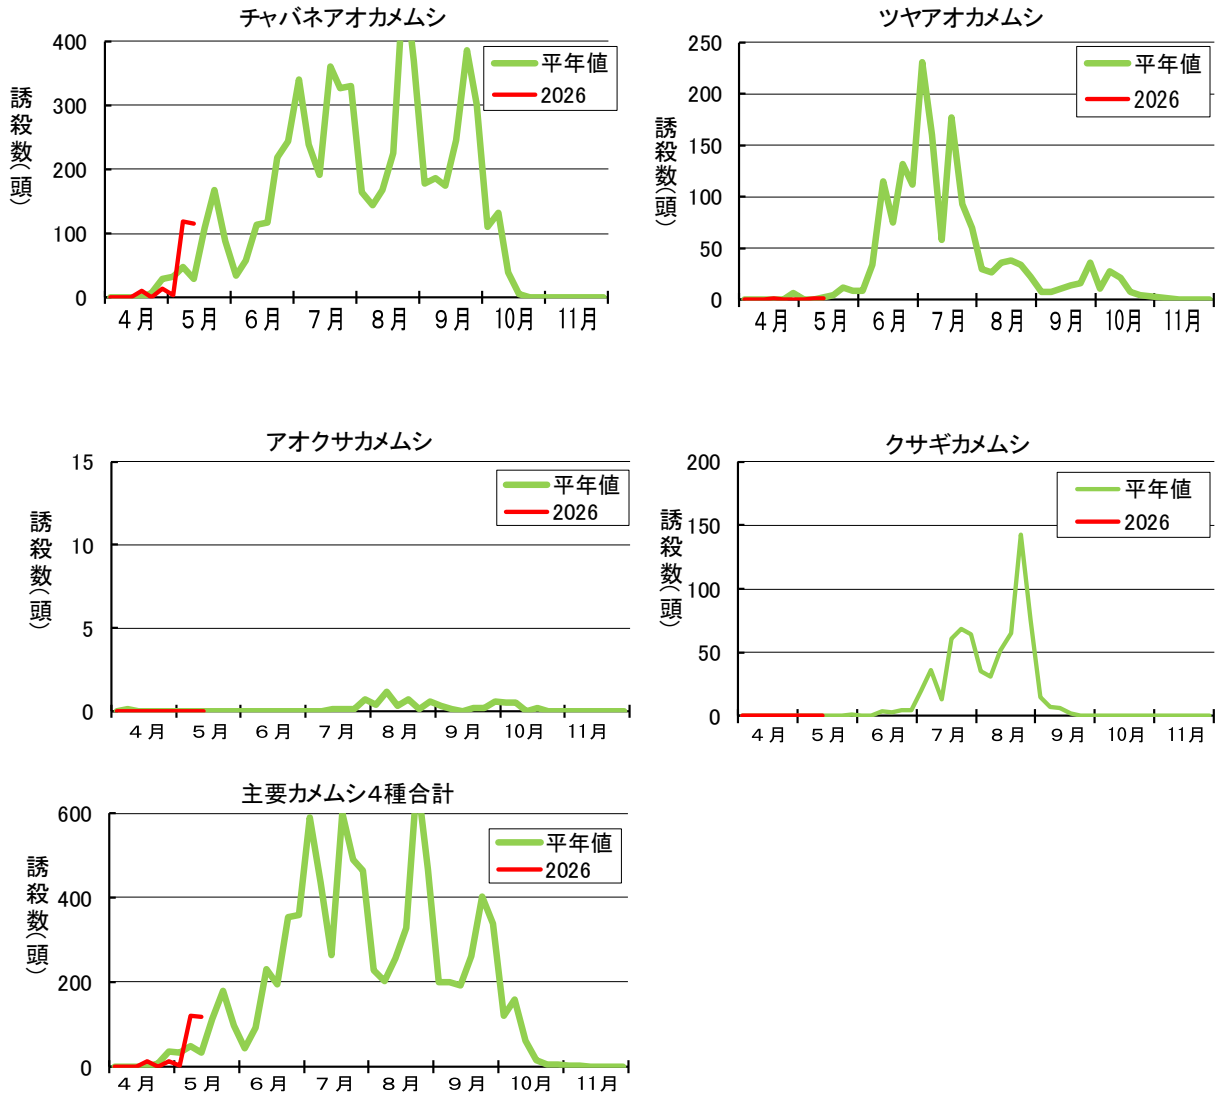 チャバネアオカメムシ
400
300
200
100
0
誘殺数(頭)
平年値
2026
4月 5月 6月 7月 8月 9月 10月 11月
ツヤアオカメムシ
250
200
150
100
50
0
誘殺数(頭)
平年値
2026
4月 5月 6月 7月 8月 9月 10月 11月
アオクサカメムシ
15
10
5
0
誘殺数(頭)
平年値
2026
4月 5月 6月 7月 8月 9月 10月 11月
クサギカメムシ
200
150
100
50
0
誘殺数(頭)
平年値
2026
4月 5月 6月 7月 8月 9月 10月 11月
主要カメムシ4種合計
600
400
200
0
誘殺数(頭)
平年値
2026
4月 5月 6月 7月 8月 9月 10月 11月